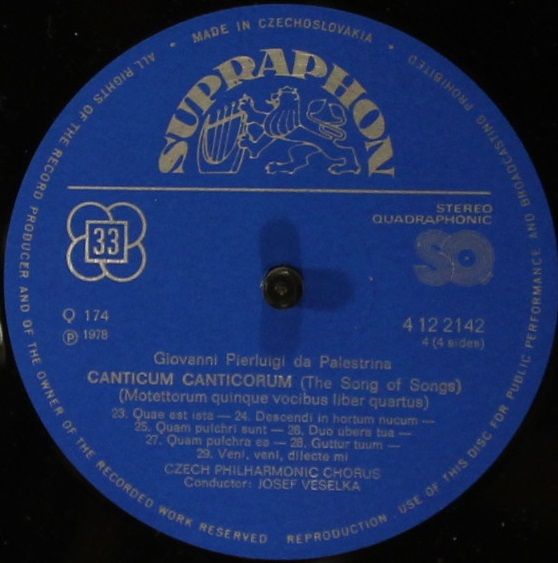 MADE IN CZECHOSLOVAKIA • ALL RIGHTS OF THE RECORD PRODUCER AND OF THE OWNER OF THE RECORDED WORK RESERVED • REPRODUCTION • USE OF THIS DISC FOR PUBLIC PERFORMANCE AND BROADCASTING PROHIBITED •
SUPRAPHON
STEREO
QUADRAPHONIC
33
SQ
Q 174
4 12 2142
Ⓟ 1978
4 (4 sides)
Giovanni Pierluigi da Palestrina
CANTICUM CANTICORUM (The Song of Songs)
(Motettorum quinque vocibus liber quartus)
23. Quae est ista — 24. Descendi in hortum nucum —
25. Quam pulchri sunt — 26. Duo ubera tua —
27. Quam pulchra es — 28. Guttur tuum —
29. Veni, veni, dilecte mi
CZECH PHILHARMONIC CHORUS
Conductor: JOSEF VESELKA